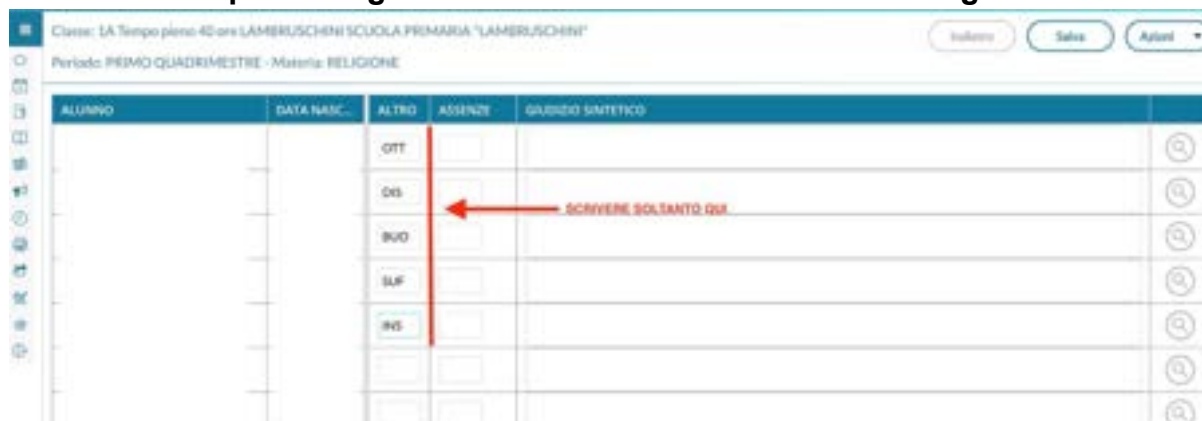 Classe: 1A Tempo pieno 40 ore LAMBRUSCHINI SCUOLA PRIMARIA "LAMBRUSCHINI"
Indietro Salva Azioni
Periodo: PRIMO QUADRIMESTRE - Materia: RELIGIONE
ALUNNO DATA NASC... ALTRO ASSENZE GIUDIZIO SINTETICO
OTT
DIS
SCRIVERE SOLTANTO QUI
BUO
SUF
INS